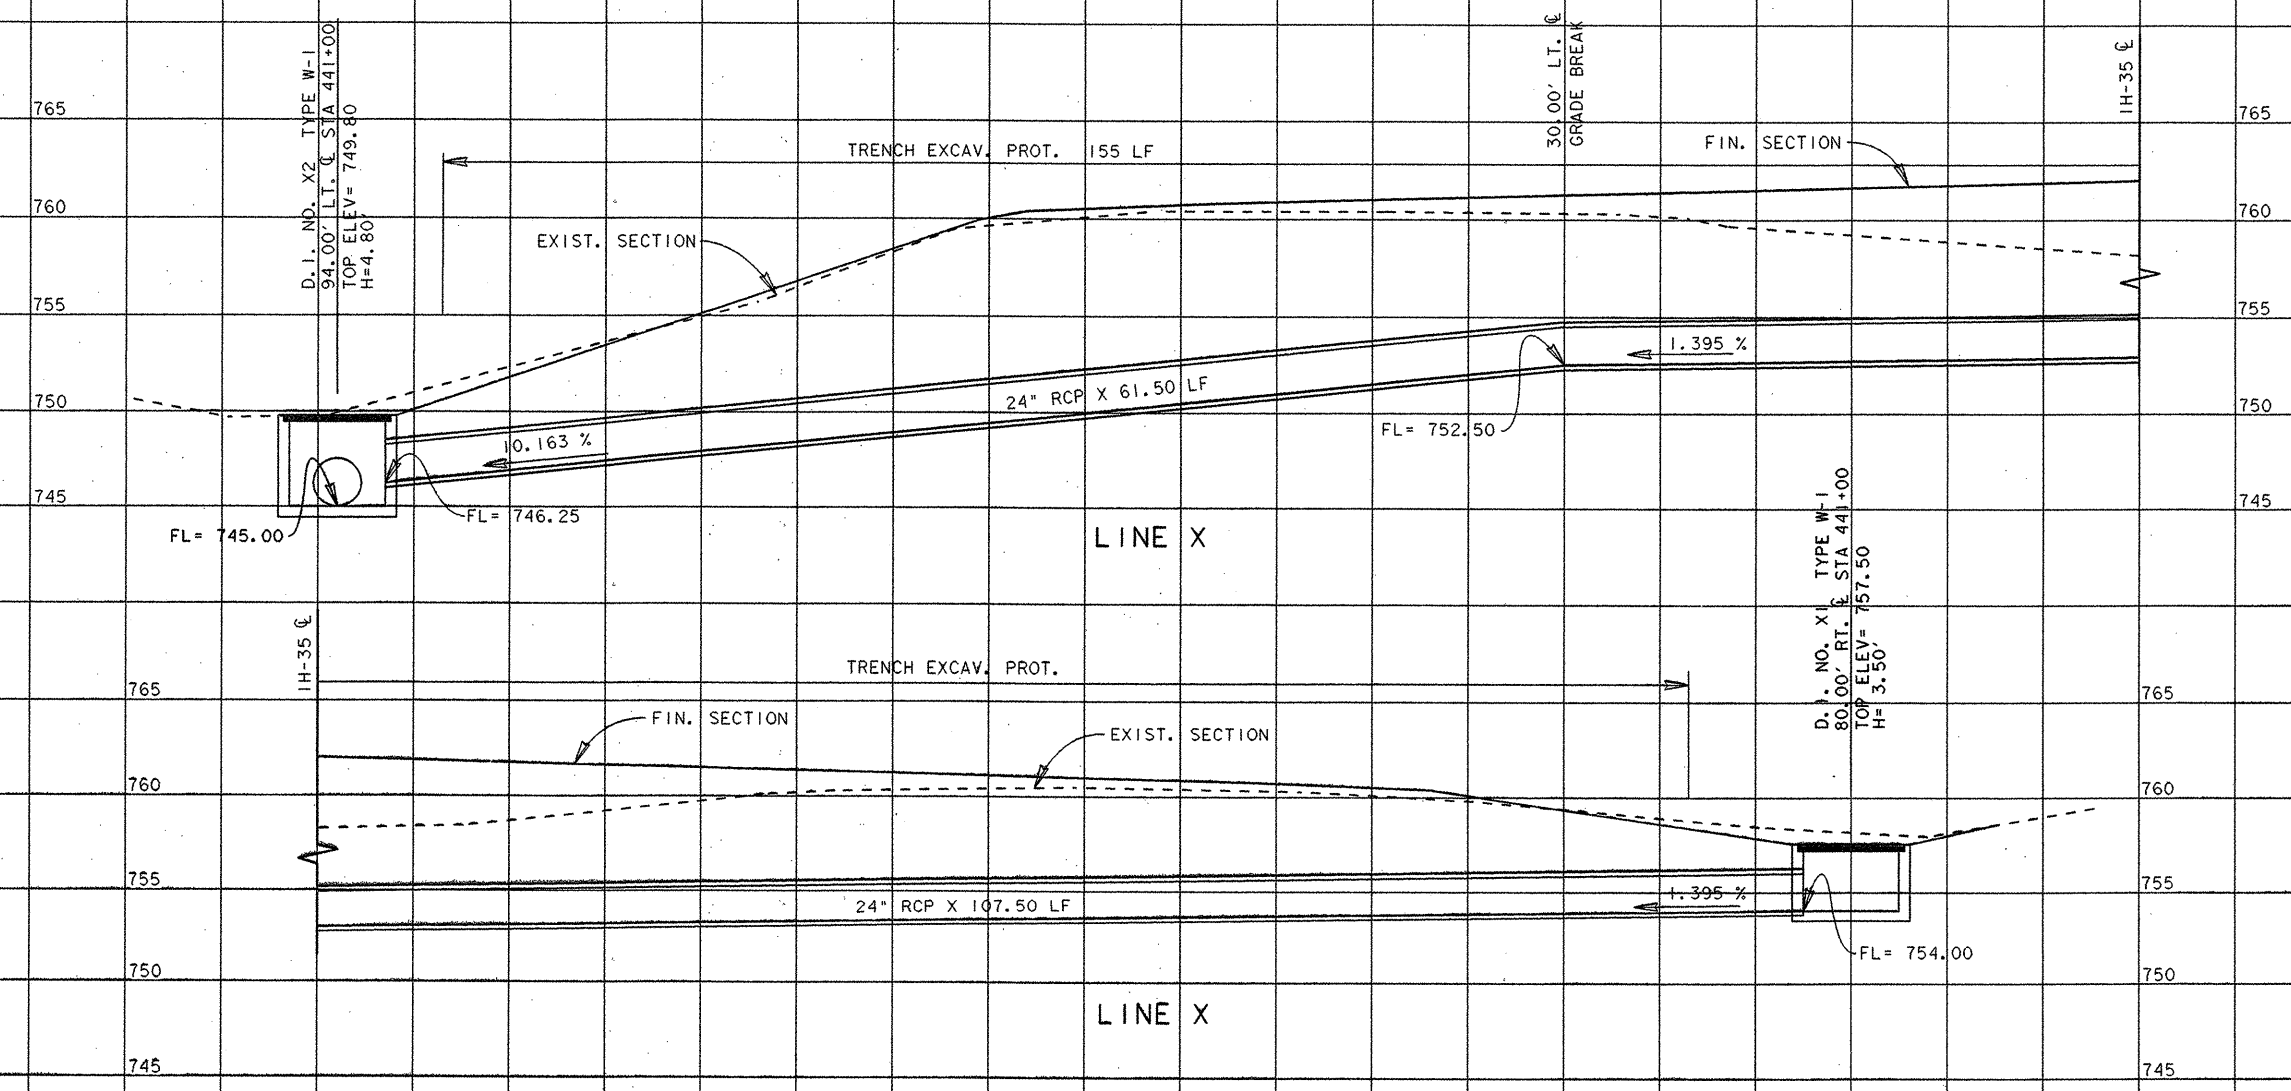 D.I. NO. X2 TYPE W-1
94.00' LT. ℄ STA 441+00
TOP ELEV= 749.80
H=4.80'
30.00' LT. ℄
GRADE BREAK
IH-35 ℄
765
765
TRENCH EXCAV. PROT. 155 LF
FIN. SECTION
760
760
EXIST. SECTION
755
755
1.395 %
24" RCP X 61.50 LF
750
750
10.163 %
FL= 752.50
745
745
FL= 746.25
FL= 745.00
LINE X
D.I. NO. X1 TYPE W-1
80.00' RT. ℄ STA 441+00
TOP ELEV= 757.50
H= 3.50'
IH-35 ℄
TRENCH EXCAV. PROT.
765
765
FIN. SECTION
EXIST. SECTION
760
760
755
755
1.395 %
24" RCP X 107.50 LF
FL= 754.00
750
750
LINE X
745
745